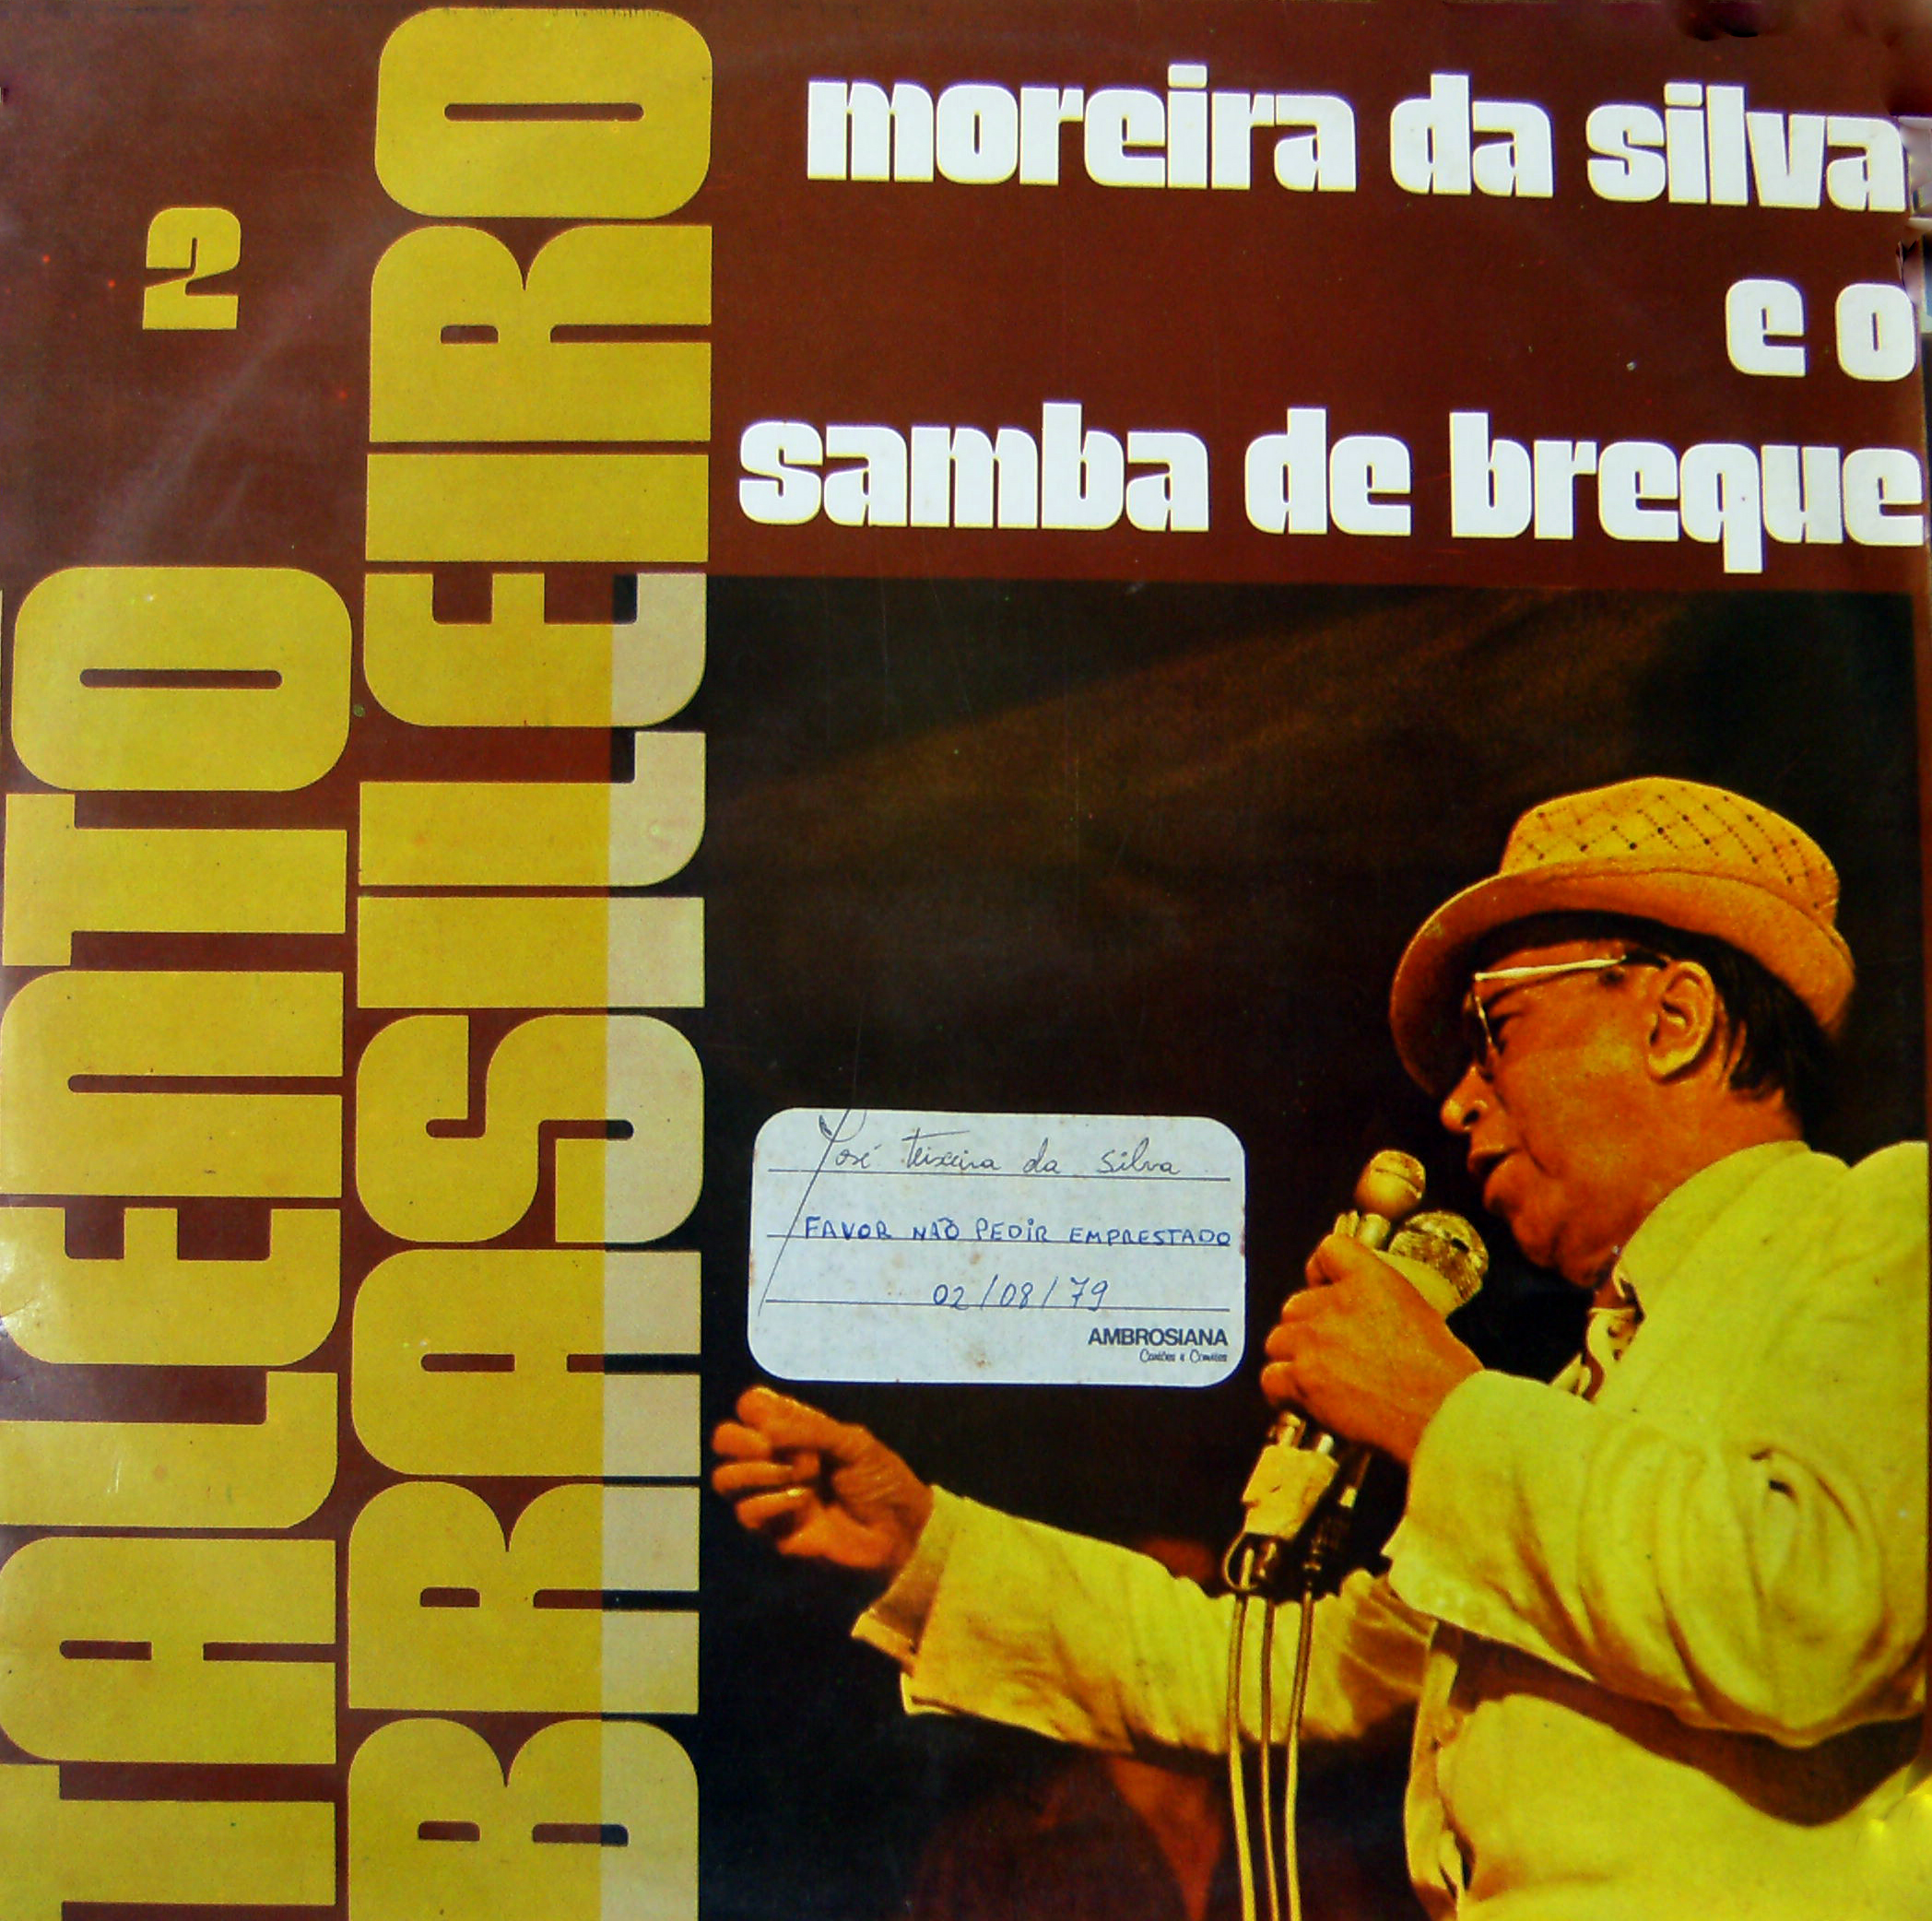 moreira da silva
e o
samba de breque
2
TALENTO
BRASILEIRO
José Teixeira da Silva
FAVOR NÃO PEDIR EMPRESTADO
02/08/79
AMBROSIANA